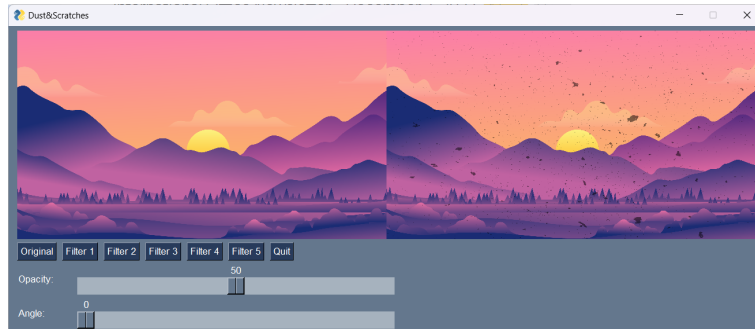 Dust&Scratches
Original Filter 1 Filter 2 Filter 3 Filter 4 Filter 5 Quit
50
Opacity:
0
Angle: